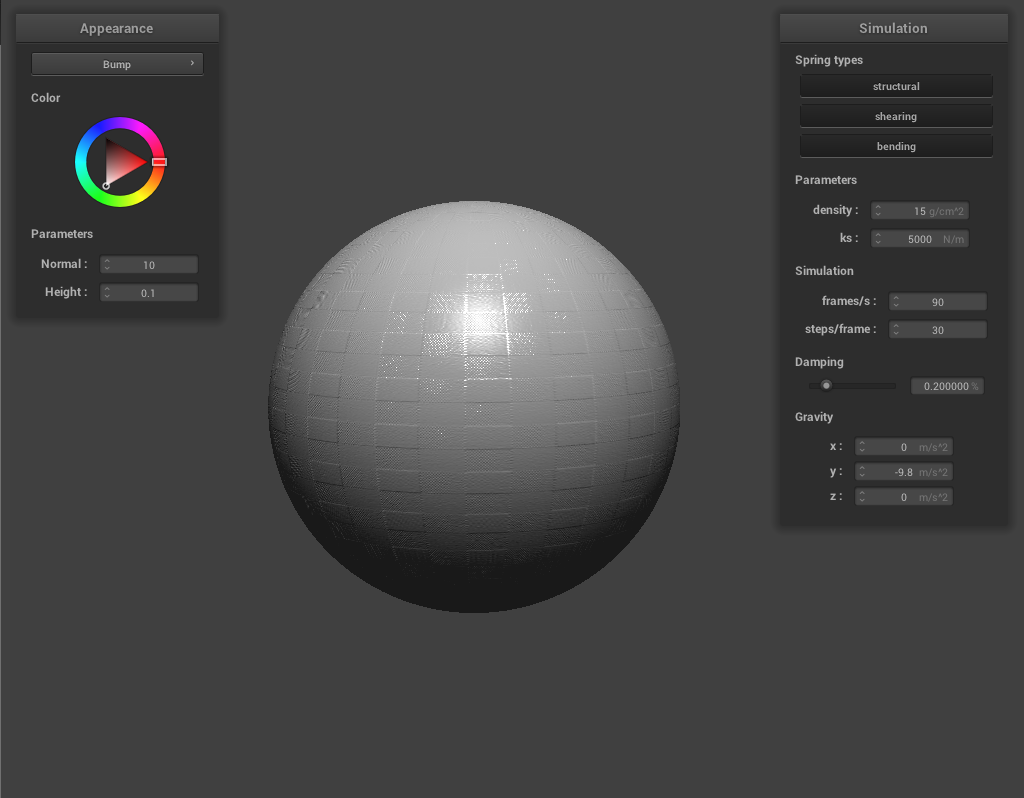 Appearance
Bump
Color
Parameters
Normal : 10
Height : 0.1
Simulation
Spring types
structural
shearing
bending
Parameters
density : 15 g/cm^2
ks : 5000 N/m
Simulation
frames/s : 90
steps/frame : 30
Damping
0.200000 %
Gravity
x : 0 m/s^2
y : -9.8 m/s^2
z : 0 m/s^2